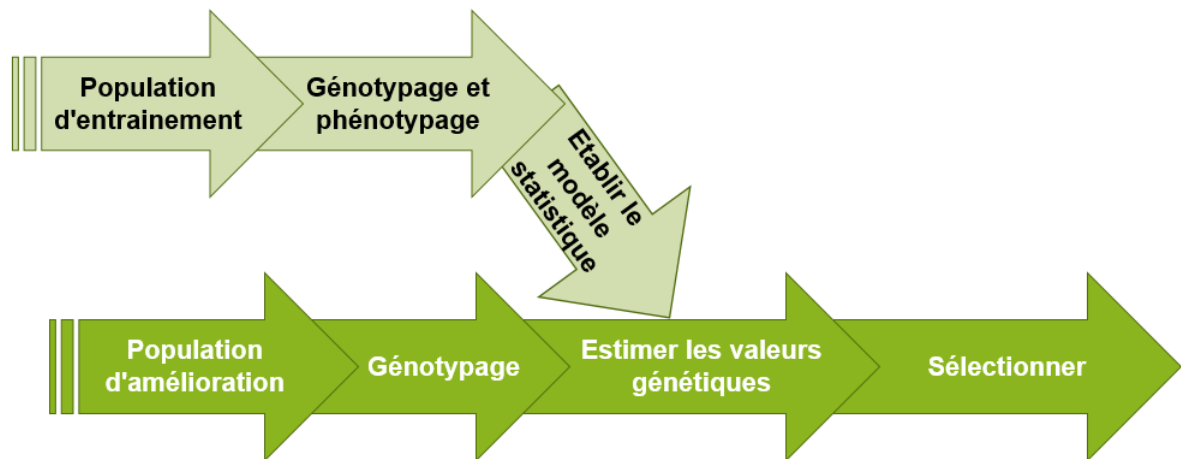 Population
d'entrainement
Génotypage et
phénotypage
Etablir le
modèle
statistique
Population
d'amélioration
Génotypage
Estimer les valeurs
génétiques
Sélectionner